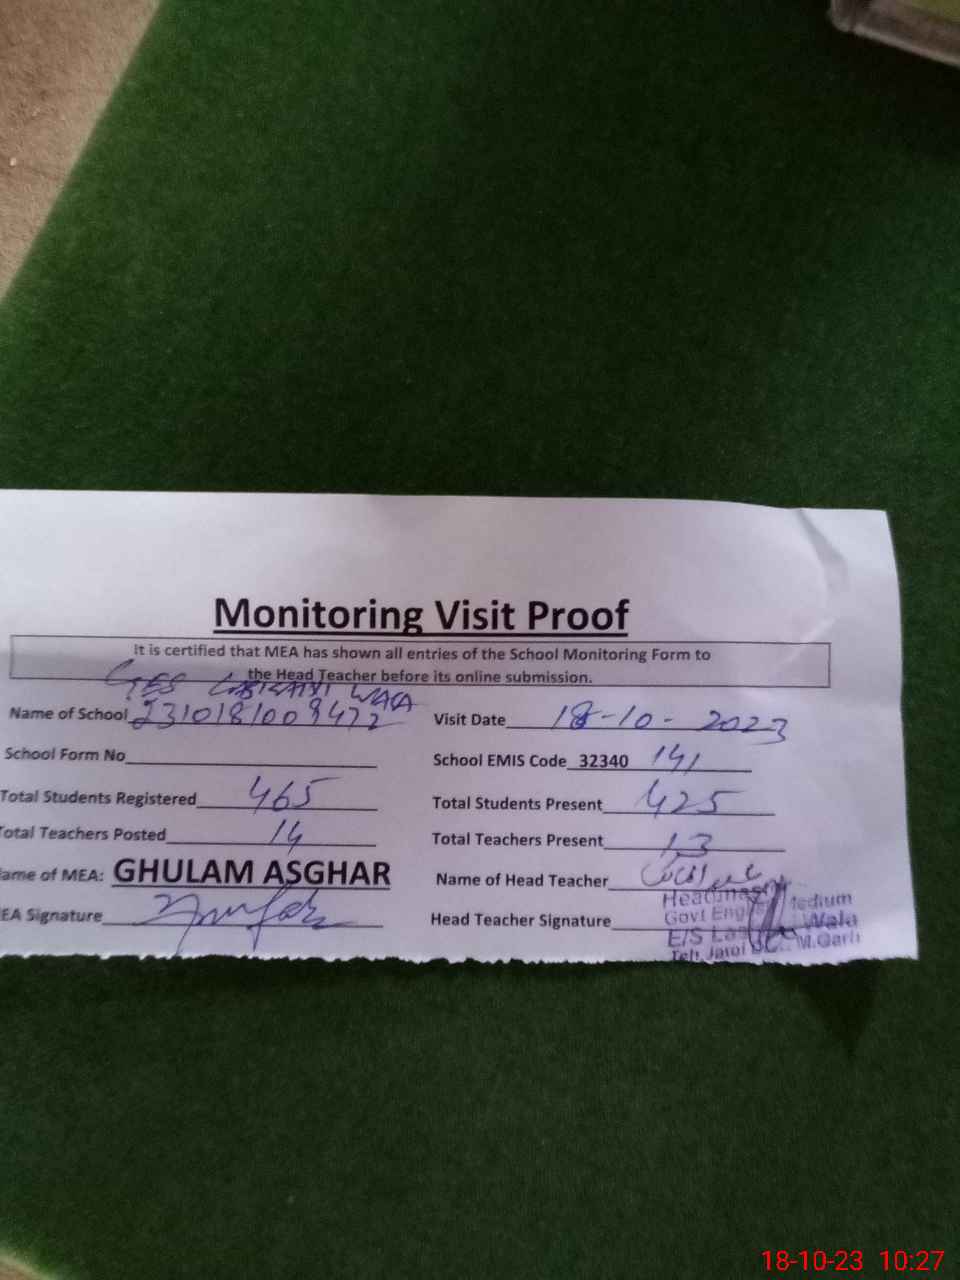 Monitoring Visit Proof
It is certified that MEA has shown all entries of the School Monitoring Form to
the Head Teacher before its online submission.
GES WALA
Name of School 2310181009472 Visit Date 18-10-2023
School Form No School EMIS Code 32340 141
Total Students Registered 465 Total Students Present 425
Total Teachers Posted 14 Total Teachers Present 13
ame of MEA: GHULAM ASGHAR Name of Head Teacher
EA Signature Head Teacher Signature
Govt Medium
E/S Wala
Teh. Jatoi M.Garh
18-10-23 10:27